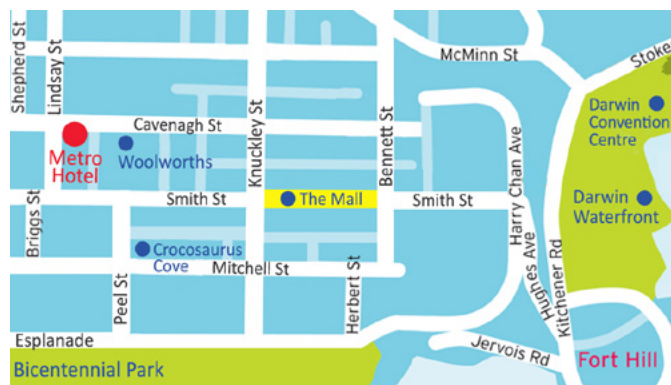 Shepherd St
Lindsay St
McMinn St
Stoke
Darwin
Convention
Centre
Cavenagh St
Metro
Hotel
Woolworths
Knuckley St
Bennett St
Harry Chan Ave
Briggs St
Smith St
The Mall
Smith St
Darwin
Waterfront
Crocosaurus
Cove
Mitchell St
Peel St
Herbert St
Hughes Ave
Kitchener Rd
Esplanade
Jervois Rd
Fort Hill
Bicentennial Park